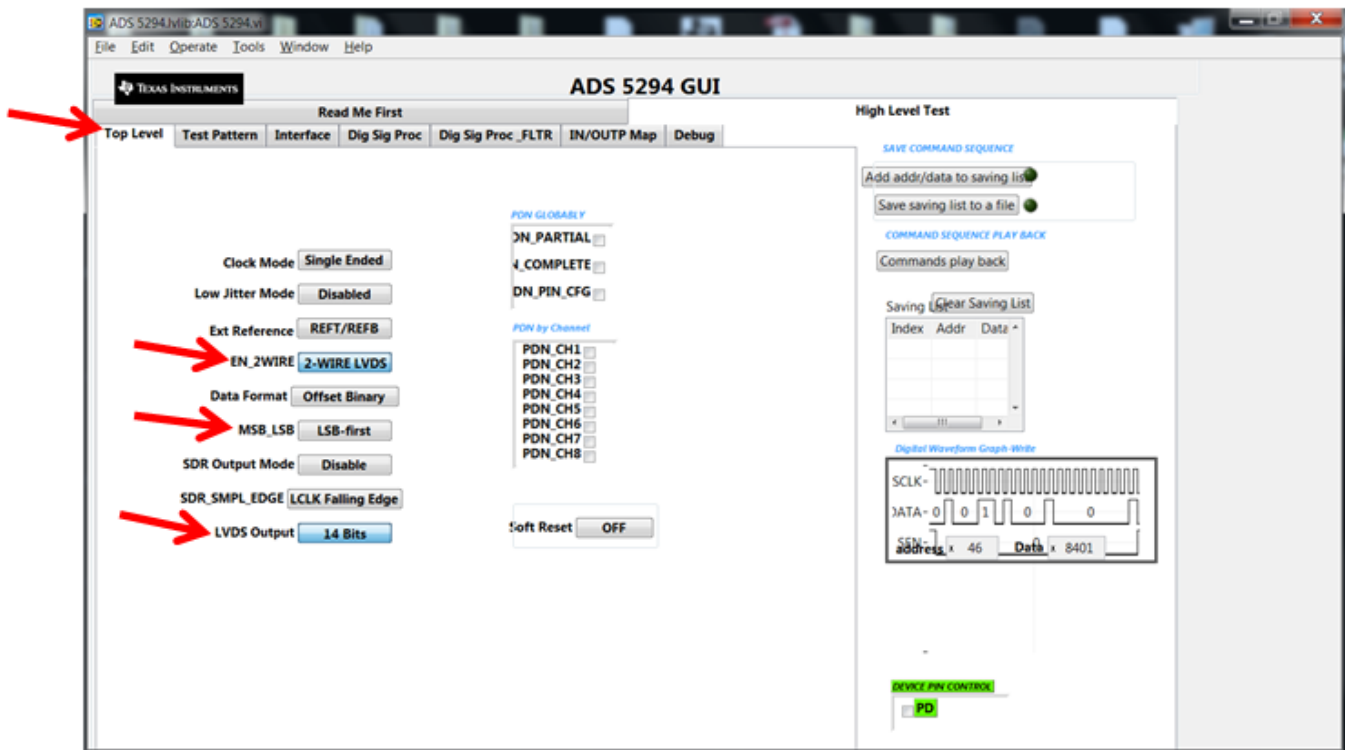 ADS 5294.lvlib:ADS 5294.vi
File Edit Operate Tools Window Help
TEXAS INSTRUMENTS
ADS 5294 GUI
Read Me First
High Level Test
Top Level Test Pattern Interface Dig Sig Proc Dig Sig Proc _FLTR IN/OUTP Map Debug
Clock Mode Single Ended
Low Jitter Mode Disabled
Ext Reference REFT/REFB
EN_2WIRE 2-WIRE LVDS
Data Format Offset Binary
MSB_LSB LSB-first
SDR Output Mode Disable
SDR_SMPL_EDGE LCLK Falling Edge
LVDS Output 14 Bits
PDN GLOBABLY
DN_PARTIAL
N_COMPLETE
DN_PIN_CFG
PDN by Channel
PDN_CH1
PDN_CH2
PDN_CH3
PDN_CH4
PDN_CH5
PDN_CH6
PDN_CH7
PDN_CH8
Soft Reset OFF
SAVE COMMAND SEQUENCE
Add addr/data to saving list
Save saving list to a file
COMMAND SEQUENCE PLAY BACK
Commands play back
Saving List Clear Saving List
Index Addr Data
Digital Waveform Graph-Write
SCLK-
DATA- 0 0 1 0 0
SEN- 0
address x 46 Data x 8401
DEVICE PIN CONTROL
PD